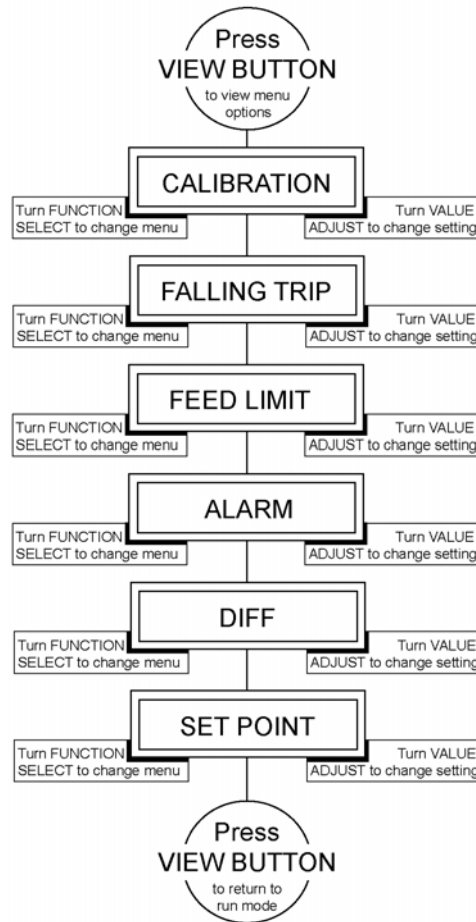 Press
VIEW BUTTON
to view menu
options
CALIBRATION
Turn FUNCTION
SELECT to change menu
Turn VALUE
ADJUST to change setting
FALLING TRIP
Turn FUNCTION
SELECT to change menu
Turn VALUE
ADJUST to change setting
FEED LIMIT
Turn FUNCTION
SELECT to change menu
Turn VALUE
ADJUST to change setting
ALARM
Turn FUNCTION
SELECT to change menu
Turn VALUE
ADJUST to change setting
DIFF
Turn FUNCTION
SELECT to change menu
Turn VALUE
ADJUST to change setting
SET POINT
Turn FUNCTION
SELECT to change menu
Turn VALUE
ADJUST to change setting
Press
VIEW BUTTON
to return to
run mode